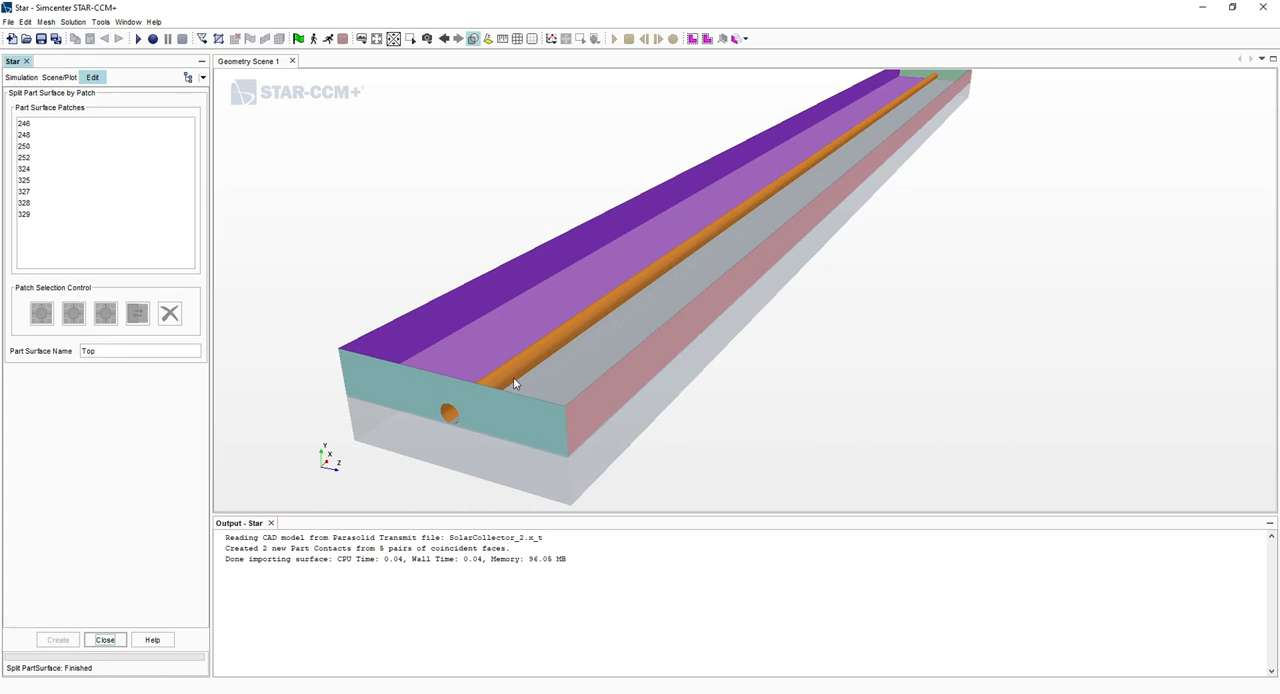 Star - Simcenter STAR-CCM+
File Edit Mesh Solution Tools Window Help
Star
Geometry Scene 1
Simulation Scene/Plot Edit
Split Part Surface by Patch
Part Surface Patches
246
248
250
252
324
325
327
328
329
Patch Selection Control
Part Surface Name Top
Create Close Help
Split PartSurface: Finished
STAR-CCM+
Y
X
Z
Output - Star
Reading CAD model from Parasolid Transmit file: SolarCollector_2.x_t
Created 2 new Part Contacts from 5 pairs of coincident faces.
Done importing surface: CPU Time: 0.04, Wall Time: 0.04, Memory: 96.05 MB